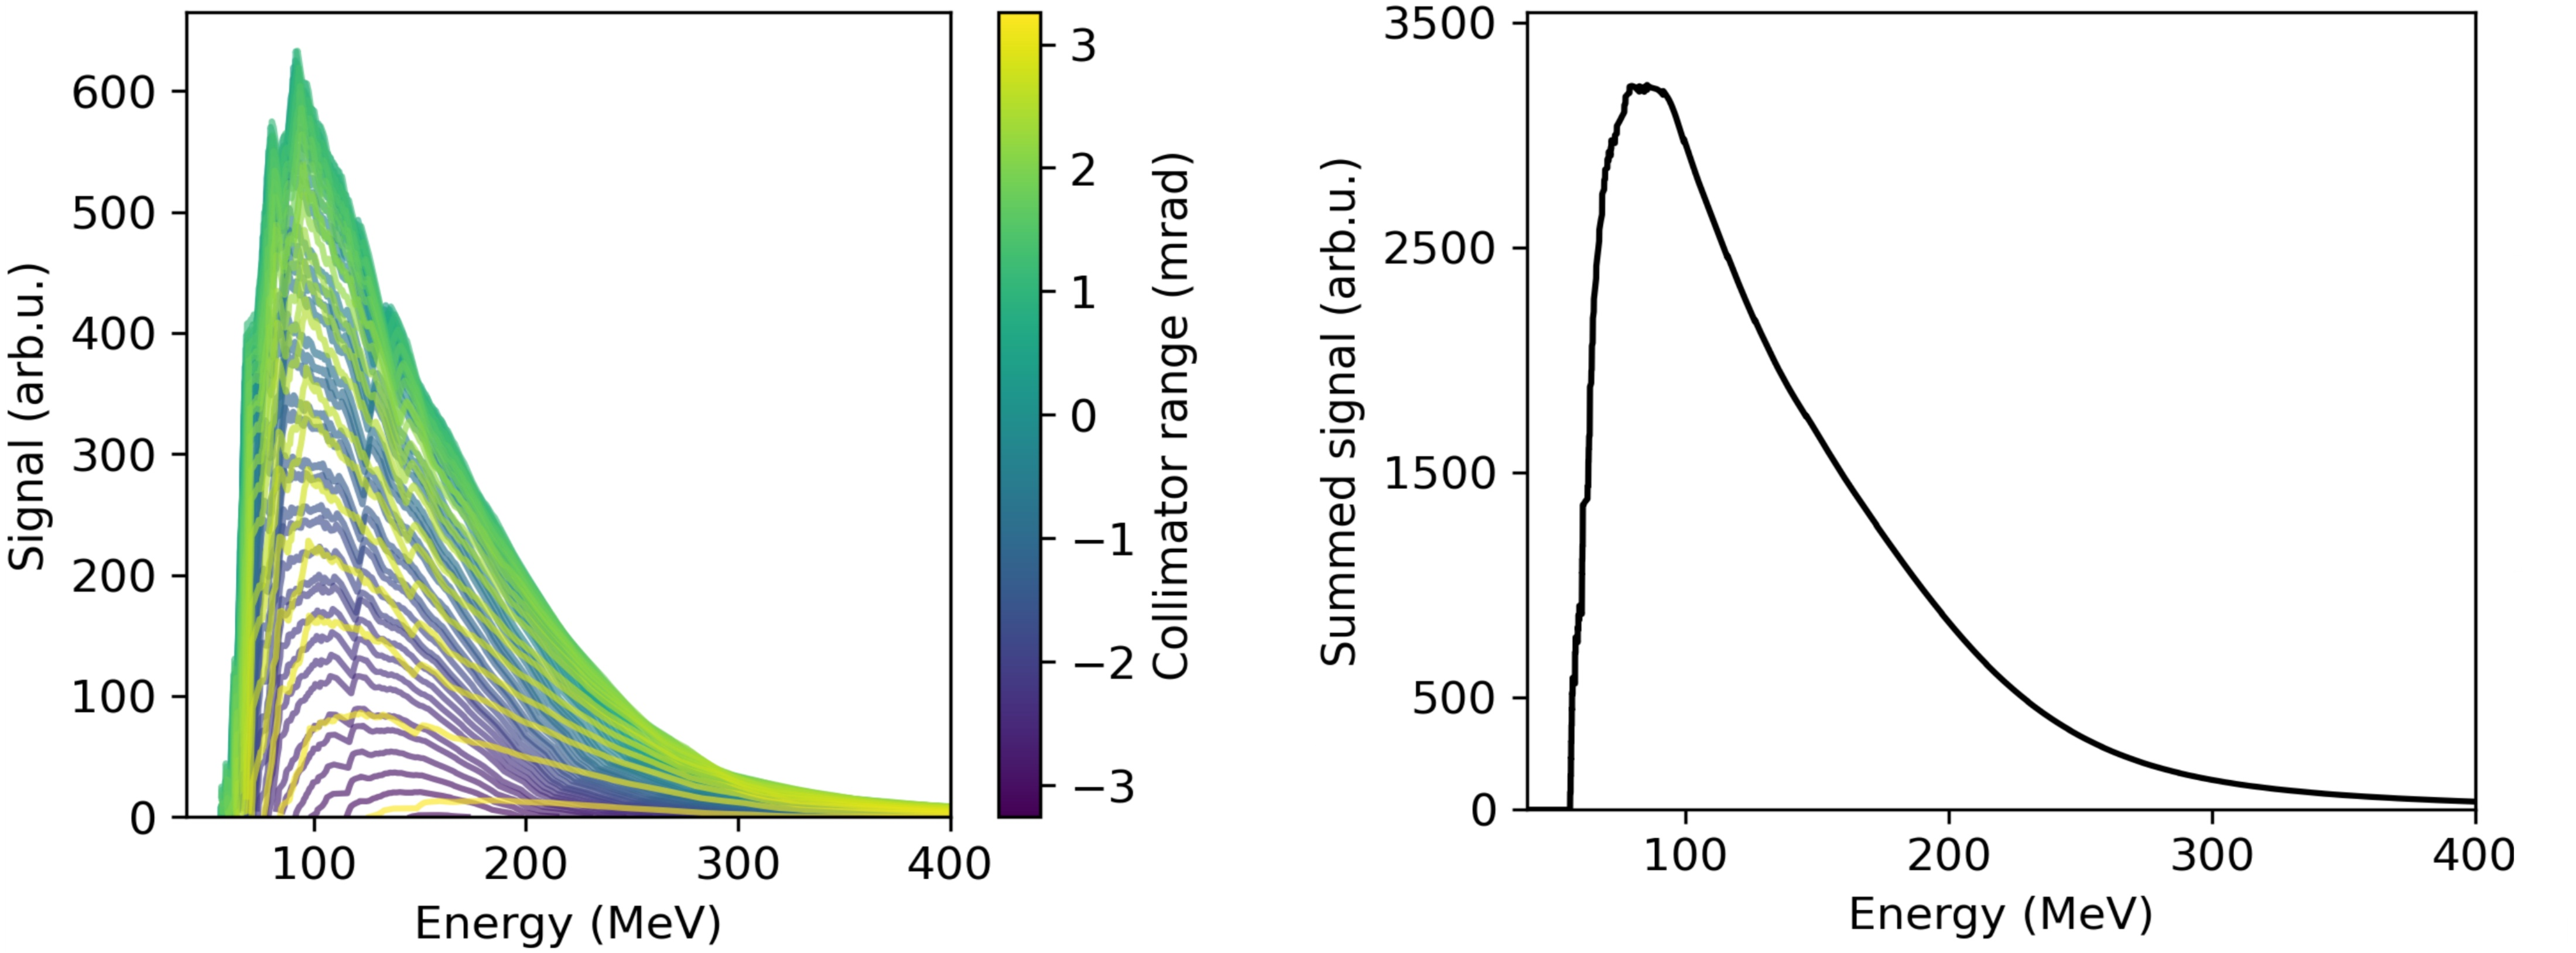 Signal (arb.u.)
600
500
400
300
200
100
0
100 200 300 400
Energy (MeV)
3
2
1
0
−1
−2
−3
Collimator range (mrad)
Summed signal (arb.u.)
3500
2500
1500
500
0
100 200 300 400
Energy (MeV)